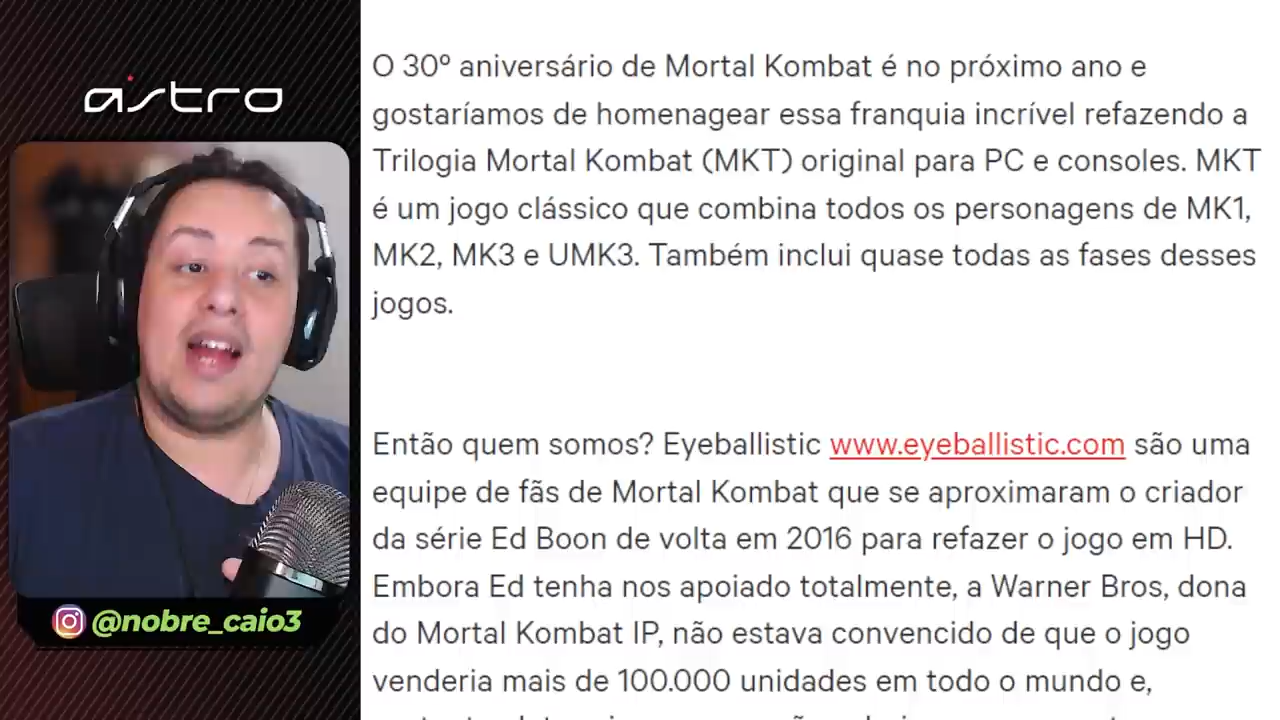 astro
O 30º aniversário de Mortal Kombat é no próximo ano e
gostaríamos de homenagear essa franquia incrível refazendo a
Trilogia Mortal Kombat (MKT) original para PC e consoles. MKT
é um jogo clássico que combina todos os personagens de MK1,
MK2, MK3 e UMK3. Também inclui quase todas as fases desses
jogos.
Então quem somos? Eyeballistic www.eyeballistic.com são uma
equipe de fãs de Mortal Kombat que se aproximaram o criador
da série Ed Boon de volta em 2016 para refazer o jogo em HD.
Embora Ed tenha nos apoiado totalmente, a Warner Bros, dona
do Mortal Kombat IP, não estava convencido de que o jogo
venderia mais de 100.000 unidades em todo o mundo e,
@nobre_caio3